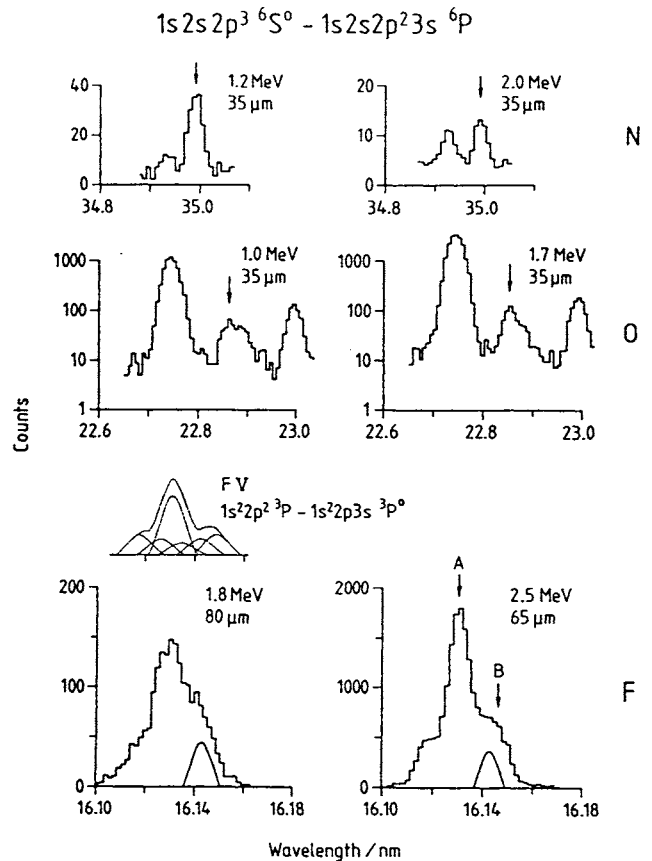 1s2s2p³ ⁶S° – 1s2s2p²3s ⁶P
40
20
0
34.8
35.0
1.2 MeV
35 µm
20
10
0
34.8
35.0
2.0 MeV
35 µm
N
1000
100
10
1
22.6
22.8
23.0
1.0 MeV
35 µm
1000
100
10
1
22.6
22.8
23.0
1.7 MeV
35 µm
O
Counts
F V
1s²2p² ³P – 1s²2p3s ³P°
200
100
0
16.10
16.14
16.18
1.8 MeV
80 µm
2000
1000
0
16.10
16.14
16.18
A
B
2.5 MeV
65 µm
F
Wavelength / nm